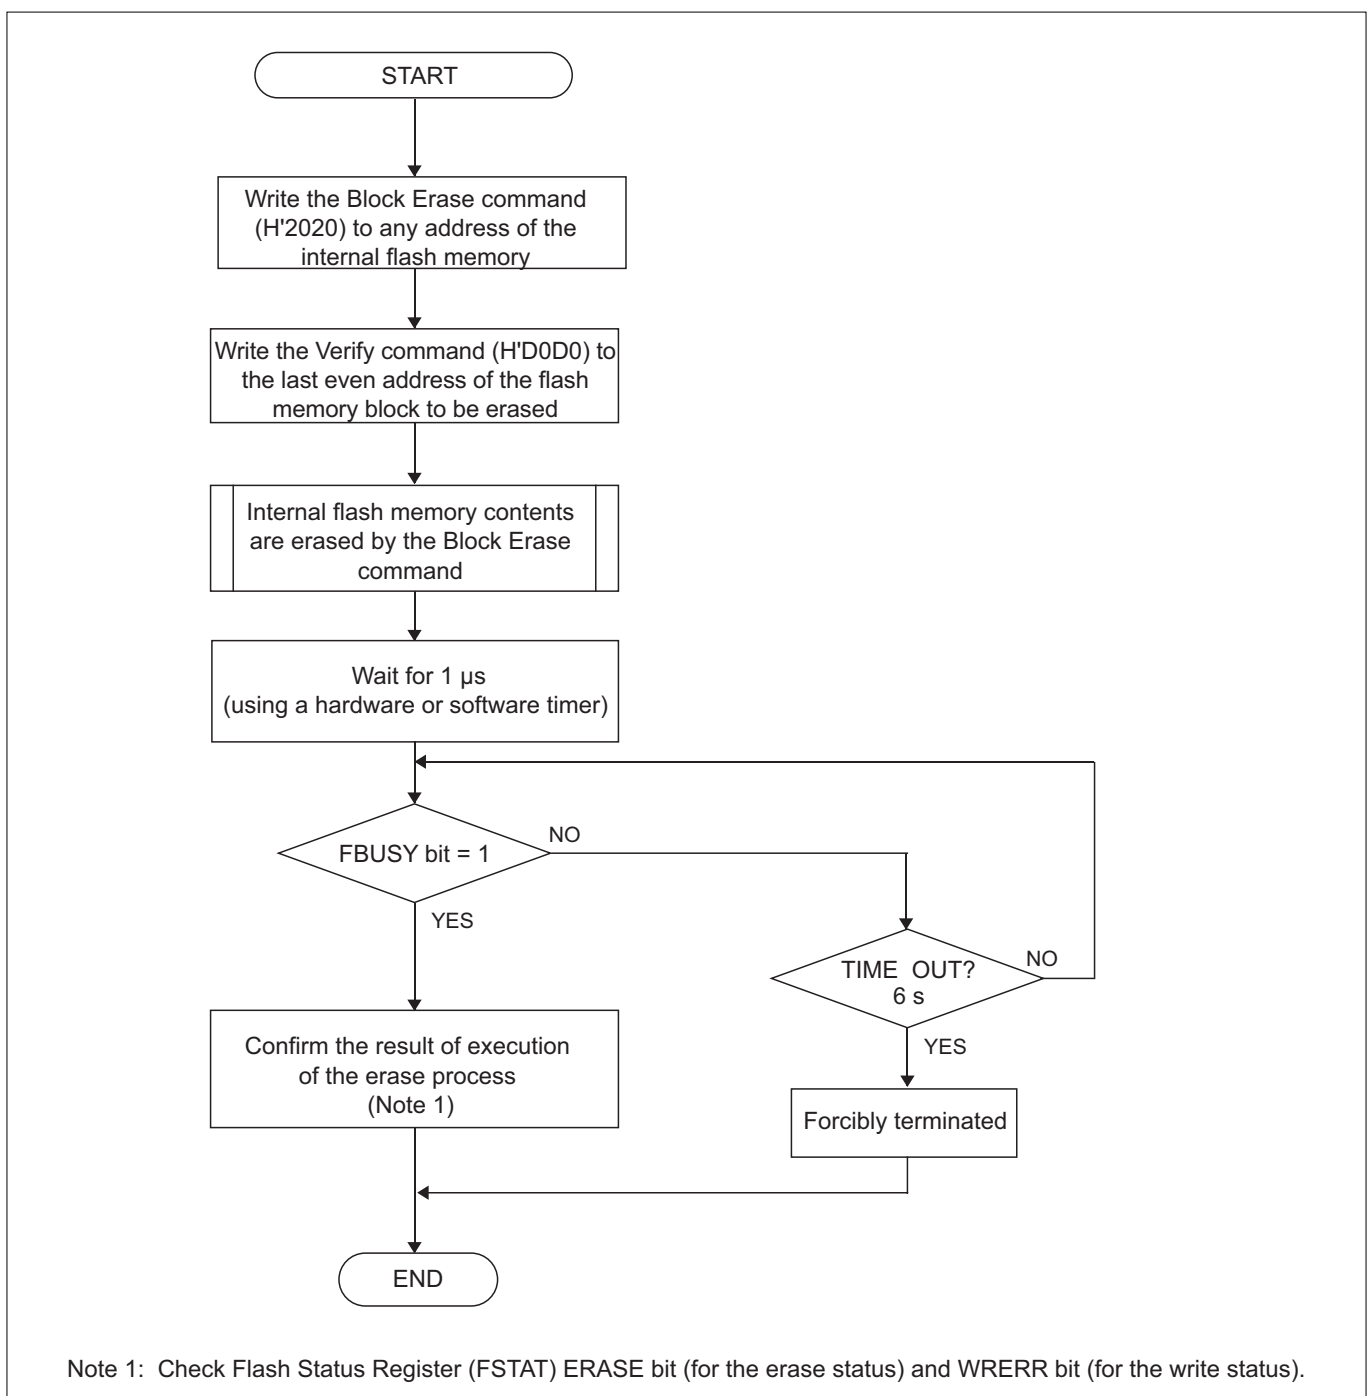 START
Write the Block Erase command
(H'2020) to any address of the
internal flash memory
Write the Verify command (H'D0D0) to
the last even address of the flash
memory block to be erased
Internal flash memory contents
are erased by the Block Erase
command
Wait for 1 µs
(using a hardware or software timer)
FBUSY bit = 1
NO
YES
TIME OUT?
6 s
NO
YES
Confirm the result of execution
of the erase process
(Note 1)
Forcibly terminated
END
Note 1: Check Flash Status Register (FSTAT) ERASE bit (for the erase status) and WRERR bit (for the write status).